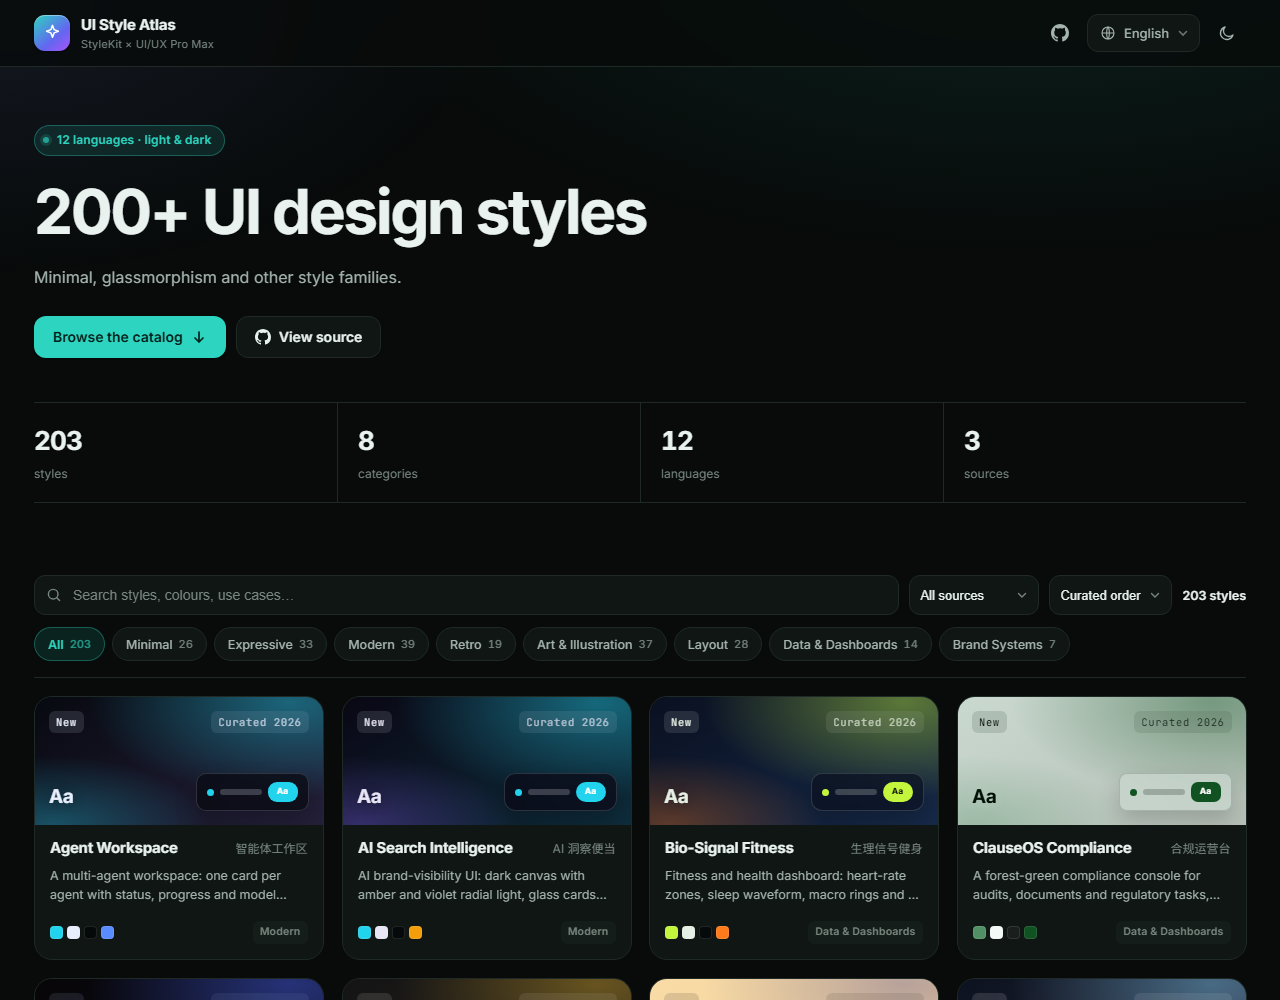 UI Style Atlas
StyleKit × UI/UX Pro Max
English
12 languages · light & dark
200+ UI design styles
Minimal, glassmorphism and other style families.
Browse the catalog ↓
View source
203
styles
8
categories
12
languages
3
sources
Search styles, colours, use cases...
All sources
Curated order
203 styles
All 203
Minimal 26
Expressive 33
Modern 39
Retro 19
Art & Illustration 37
Layout 28
Data & Dashboards 14
Brand Systems 7
New
Curated 2026
Aa
Aa
Agent Workspace
智能体工作区
A multi-agent workspace: one card per
agent with status, progress and model...
Modern
New
Curated 2026
Aa
Aa
AI Search Intelligence
AI 洞察便当
AI brand-visibility UI: dark canvas with
amber and violet radial light, glass cards...
Modern
New
Curated 2026
Aa
Aa
Bio-Signal Fitness
生理信号健身
Fitness and health dashboard: heart-rate
zones, sleep waveform, macro rings and ...
Data & Dashboards
New
Curated 2026
Aa
Aa
ClauseOS Compliance
合规运营台
A forest-green compliance console for
audits, documents and regulatory tasks,...
Data & Dashboards